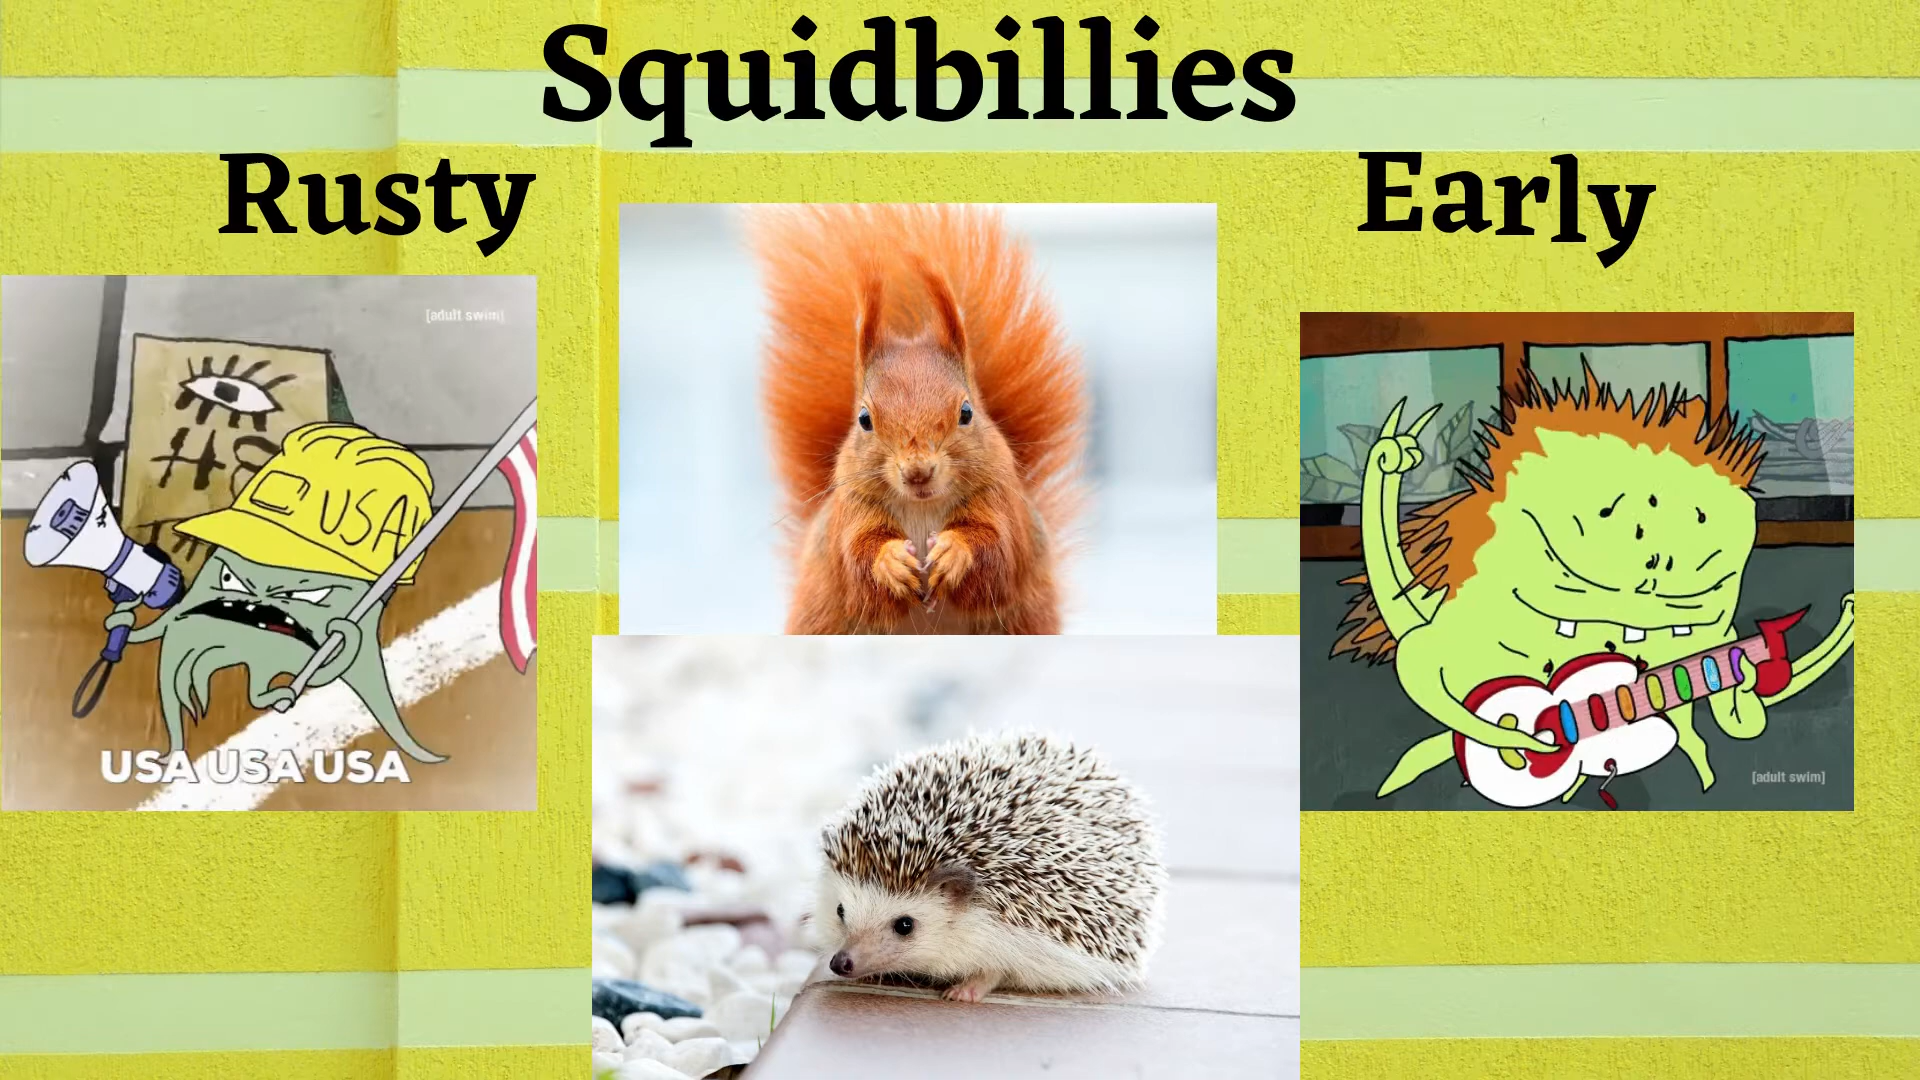 Squidbillies
Rusty
Early
[adult swim]
USA
USA USA USA
[adult swim]